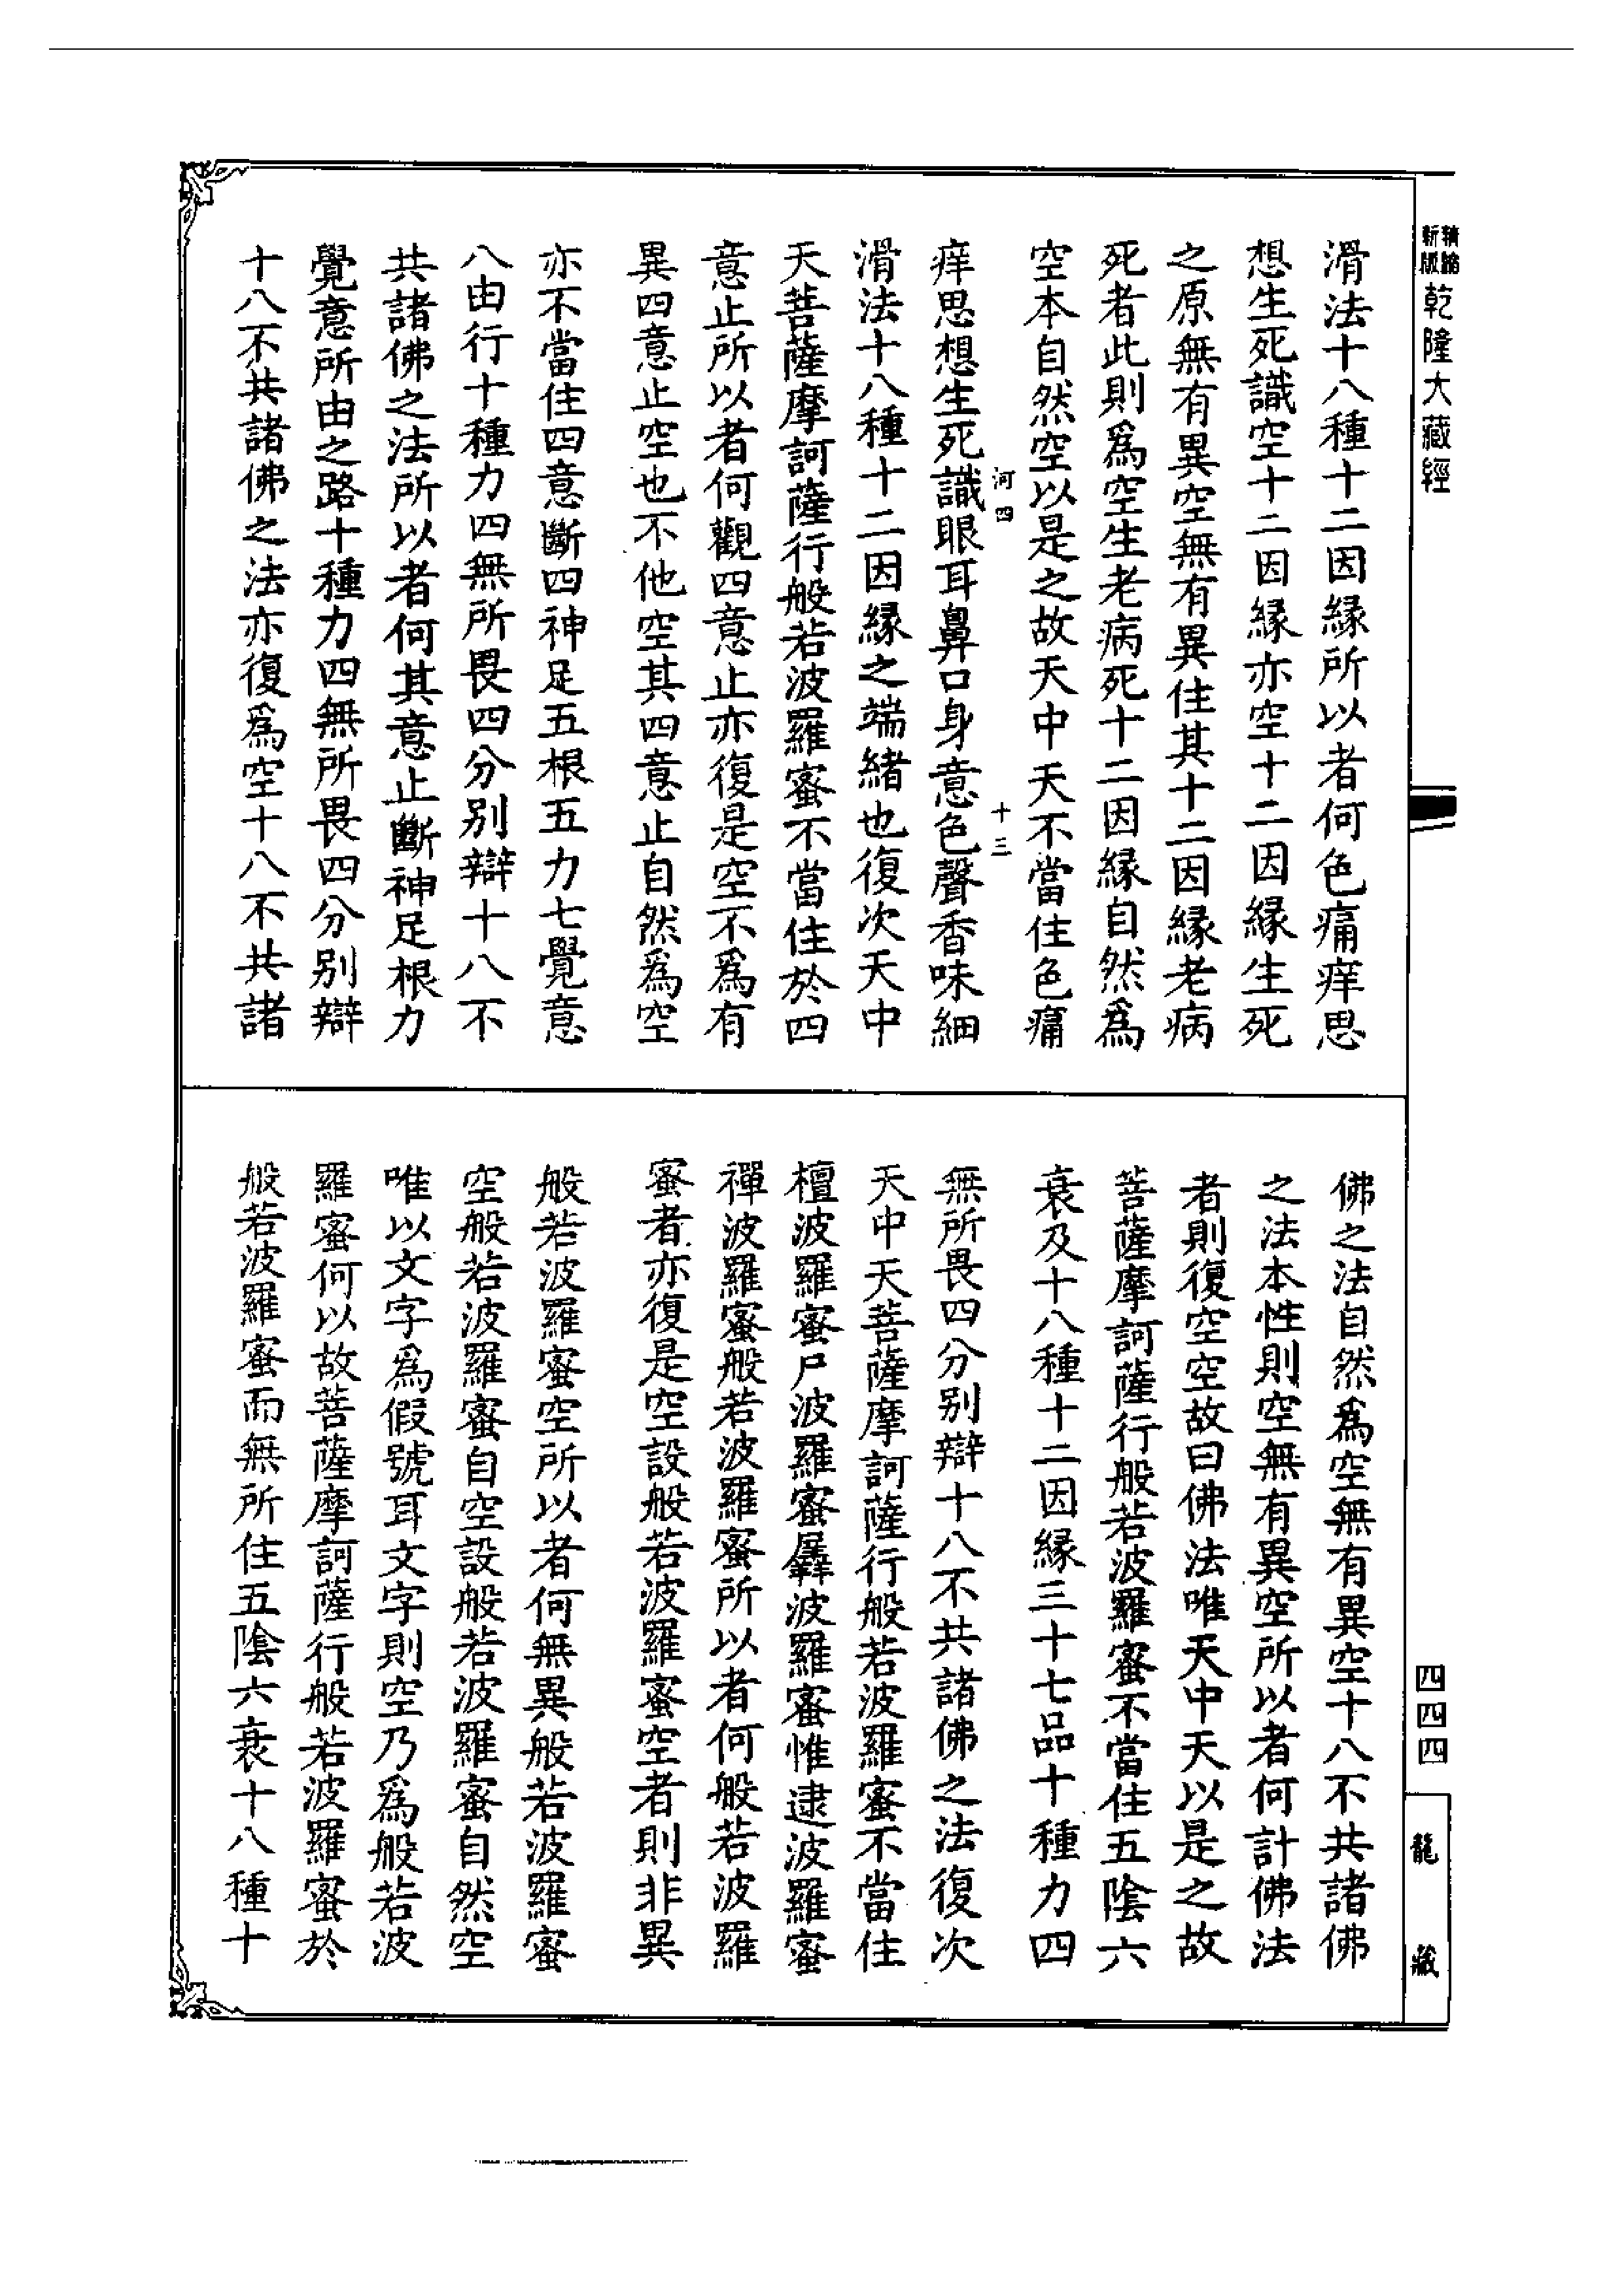 精縮
新版
乾隆大藏經
滑法十八種十二因緣所以者何色痛痒思
想生死識空十二因緣亦空十二因緣生死
之原無有異空無有異住其十二因緣老病
死者此則爲空生老病死十二因緣自然爲
空本自然空以是之故天中天不當住色痛
河四
十三
痒思想生死識眼耳鼻口身意色聲香味細
滑法十八種十二因緣之端緒也復次天中
天菩薩摩訶薩行般若波羅蜜不當住於四
意止所以者何觀四意止亦復是空不爲有
異四意止空也不他空其四意止自然爲空
亦不當住四意斷四神足五根五力七覺意
八由行十種力四無所畏四分别辯十八不
共諸佛之法所以者何其意止斷神足根力
覺意所由之路十種力四無所畏四分别辯
十八不共諸佛之法亦復爲空十八不共諸
佛之法自然爲空無有異空十八不共諸佛
之法本性則空無有異空所以者何計佛法
者則復空空故曰佛法唯天中天以是之故
菩薩摩訶薩行般若波羅蜜不當住五陰六
衰及十八種十二因緣三十七品十種力四
無所畏四分别辯十八不共諸佛之法復次
天中天菩薩摩訶薩行般若波羅蜜不當住
檀波羅蜜尸波羅蜜羼波羅蜜惟逮波羅蜜
禪波羅蜜般若波羅蜜所以者何般若波羅
蜜者亦復是空設般若波羅蜜空者則非異
般若波羅蜜空所以者何無異般若波羅蜜
空般若波羅蜜自空設般若波羅蜜自然空
唯以文字爲假號耳文字則空乃爲般若波
羅蜜何以故菩薩摩訶薩行般若波羅蜜於
般若波羅蜜而無所住五陰六衰十八種十
四四四
龍
藏